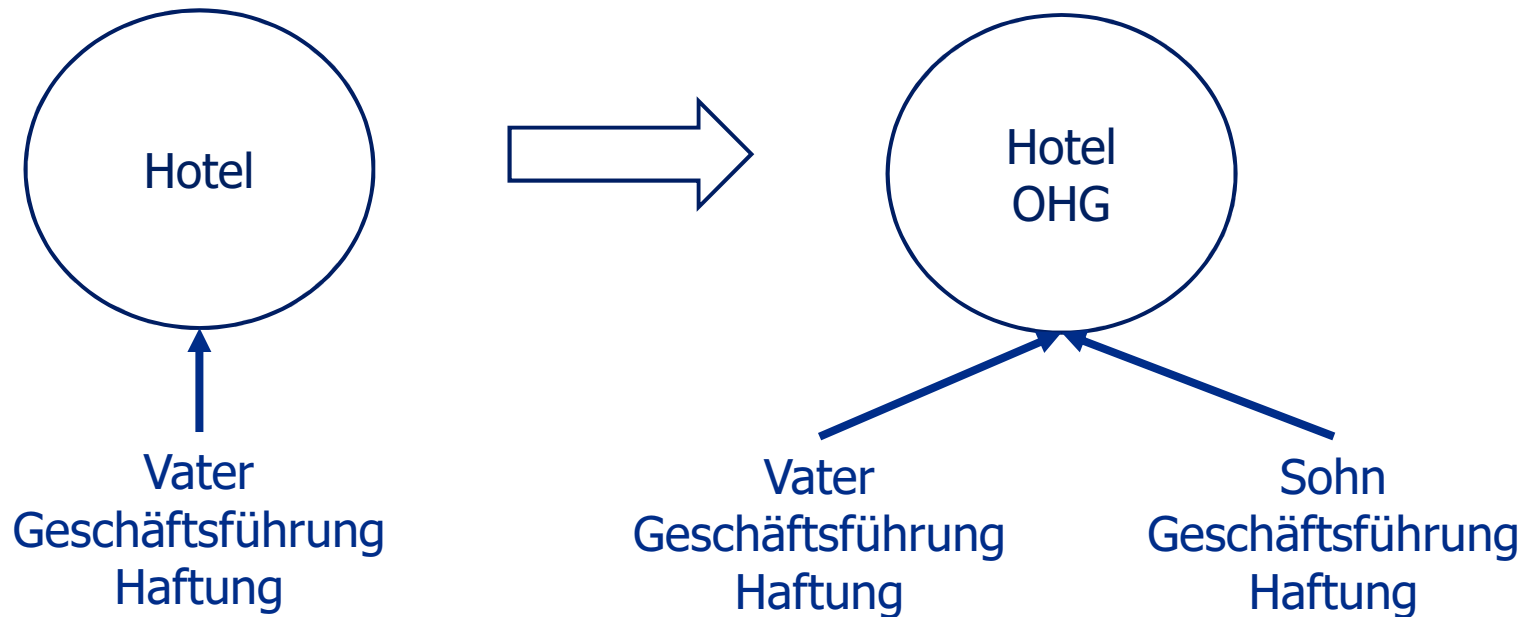 Hotel
Hotel
OHG
Vater
Geschäftsführung
Haftung
Vater
Geschäftsführung
Haftung
Sohn
Geschäftsführung
Haftung